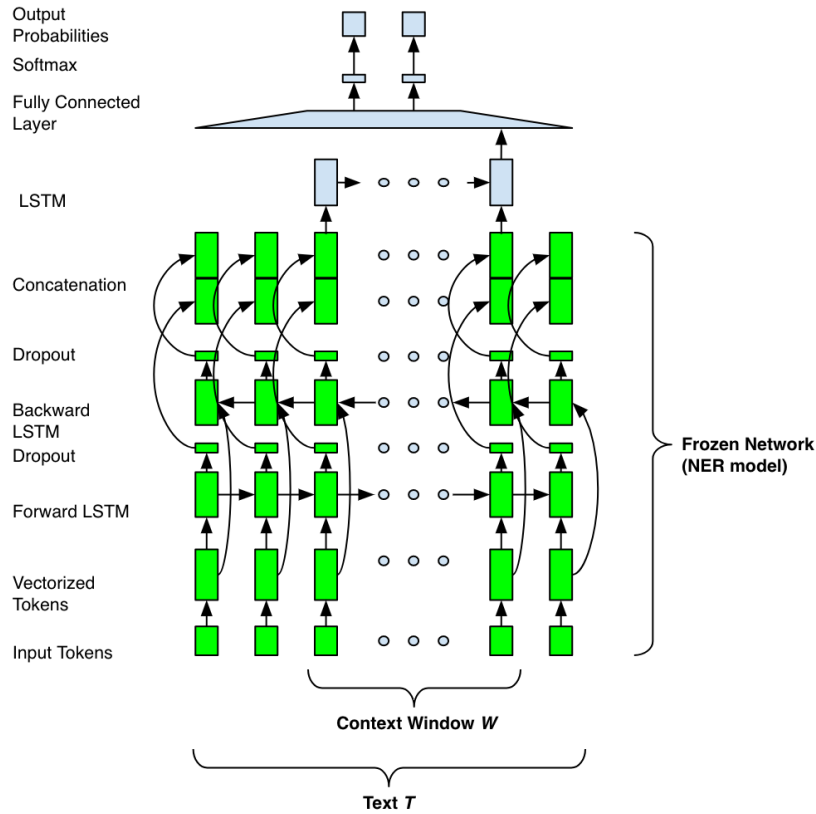 Output
Probabilities
Softmax
Fully Connected
Layer
LSTM
Concatenation
Dropout
Backward
LSTM
Dropout
Forward LSTM
Vectorized
Tokens
Input Tokens
Frozen Network
(NER model)
Context Window W
Text T